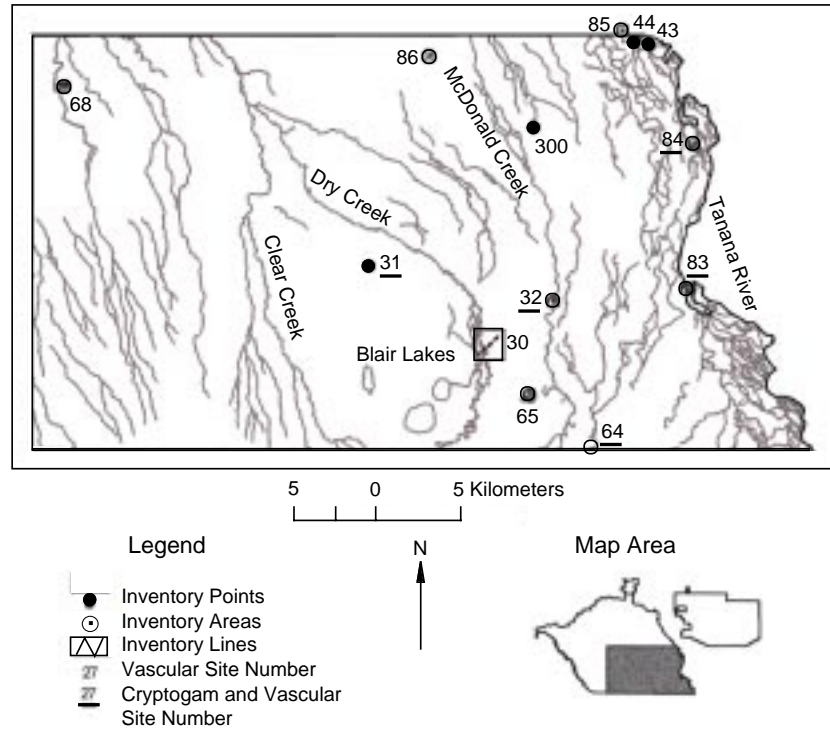 85 44 43
86
68
McDonald Creek
300
84
Dry Creek
Tanana River
Clear Creek
31
83
32
Blair Lakes
30
65
64
5 0 5 Kilometers
Legend
N
Map Area
Inventory Points
Inventory Areas
Inventory Lines
27 Vascular Site Number
27 Cryptogam and Vascular
Site Number